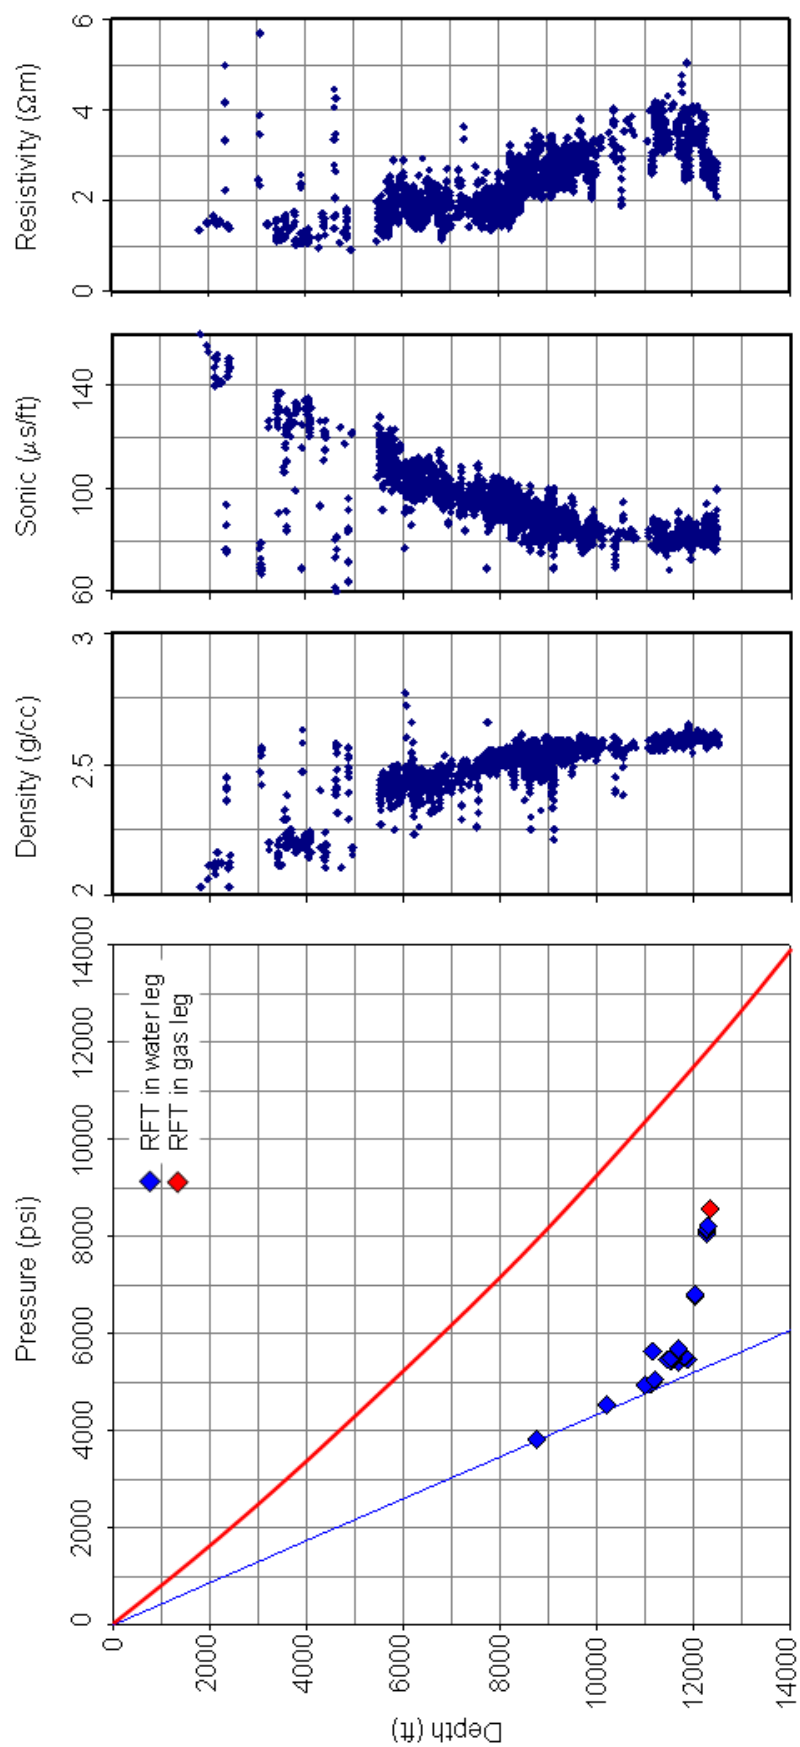 Pressure (psi)
0 2000 4000 6000 8000 10000 12000 14000
Density (g/cc)
2 2.5 3
Sonic (μs/ft)
60 100 140
Resistivity (Ωm)
0 2 4 6
RFT in water leg
RFT in gas leg
Depth (ft)
0
2000
4000
6000
8000
10000
12000
14000